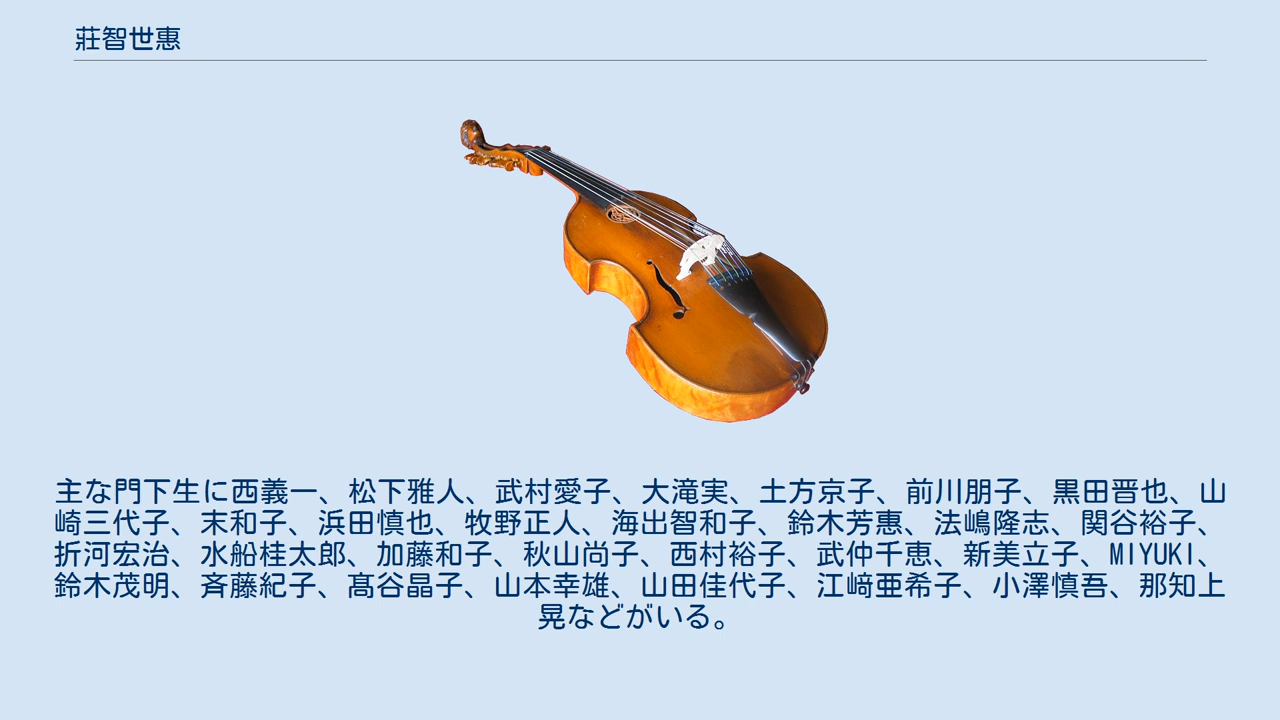 莊智世惠
主な門下生に西義一、松下雅人、武村愛子、大滝実、土方京子、前川朋子、黒田晋也、山
崎三代子、末和子、浜田慎也、牧野正人、海出智和子、鈴木芳惠、法嶋隆志、関谷裕子、
折河宏治、水船桂太郎、加藤和子、秋山尚子、西村裕子、武仲千恵、新美立子、MIYUKI、
鈴木茂明、斉藤紀子、髙谷晶子、山本幸雄、山田佳代子、江﨑亜希子、小澤慎吾、那知上
晃などがいる。